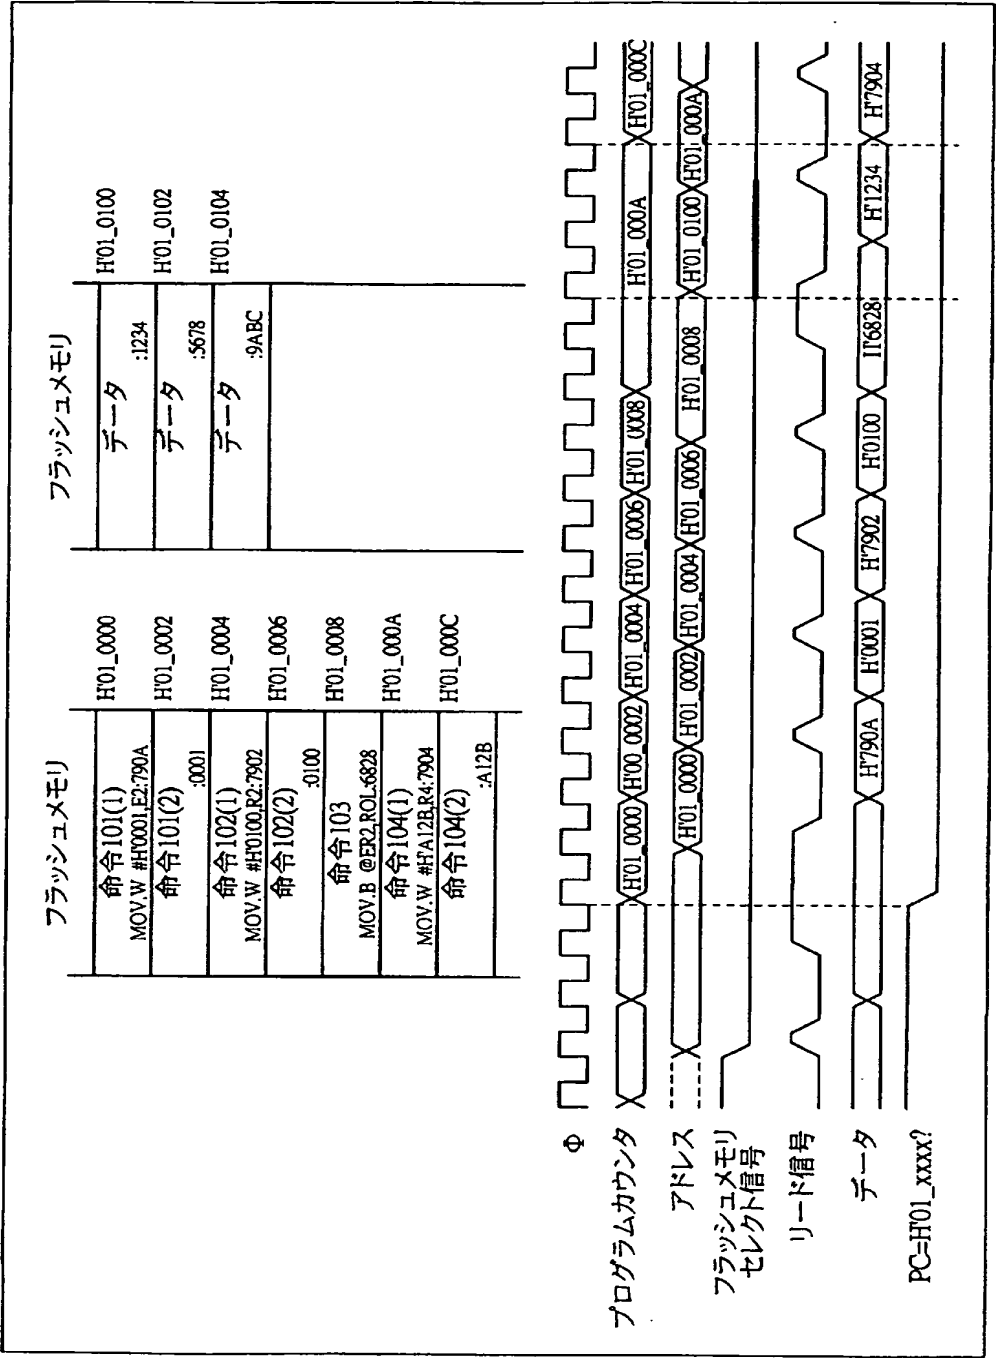 フラッシュメモリ
命令101(1)
MOV.W #H'0001,E2:790A
H'01_0000
命令101(2)
:0001
H'01_0002
命令102(1)
MOV.W #H'0100,R2:7902
H'01_0004
命令102(2)
:0100
H'01_0006
命令103
MOV.B @ER2,ROL:6828
H'01_0008
命令104(1)
MOV.W #H'A12B,R4:7904
H'01_000A
命令104(2)
:A12B
H'01_000C
フラッシュメモリ
データ
:1234
H'01_0100
データ
:5678
H'01_0102
データ
:9ABC
H'01_0104
Φ
プログラムカウンタ
H'01_0000 H'00_0002 H'01_0004 H'01_0006 H'01_0008 H'01_000A H'01_000C
アドレス
H'01_0000 H'01_0002 H'01_0004 H'01_0006 H'01_0008 H'01_0100 H'01_000A
フラッシュメモリ
セレクト信号
リード信号
データ
H'790A H'0001 H'7902 H'0100 H'6828 H'1234 H'7904
PC=H'01_xxxx?